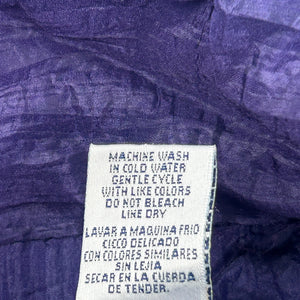 MACHINE WASH
IN COLD WATER
GENTLE CYCLE
WITH LIKE COLORS
DO NOT BLEACH
LIKE DRY
LAVAR A MAQUINA FRIO
CICCO DELICADO
CON COLORES SIMILARES
SIN LEJIA
SECAR EN LA CUERDA
DE TENDER.